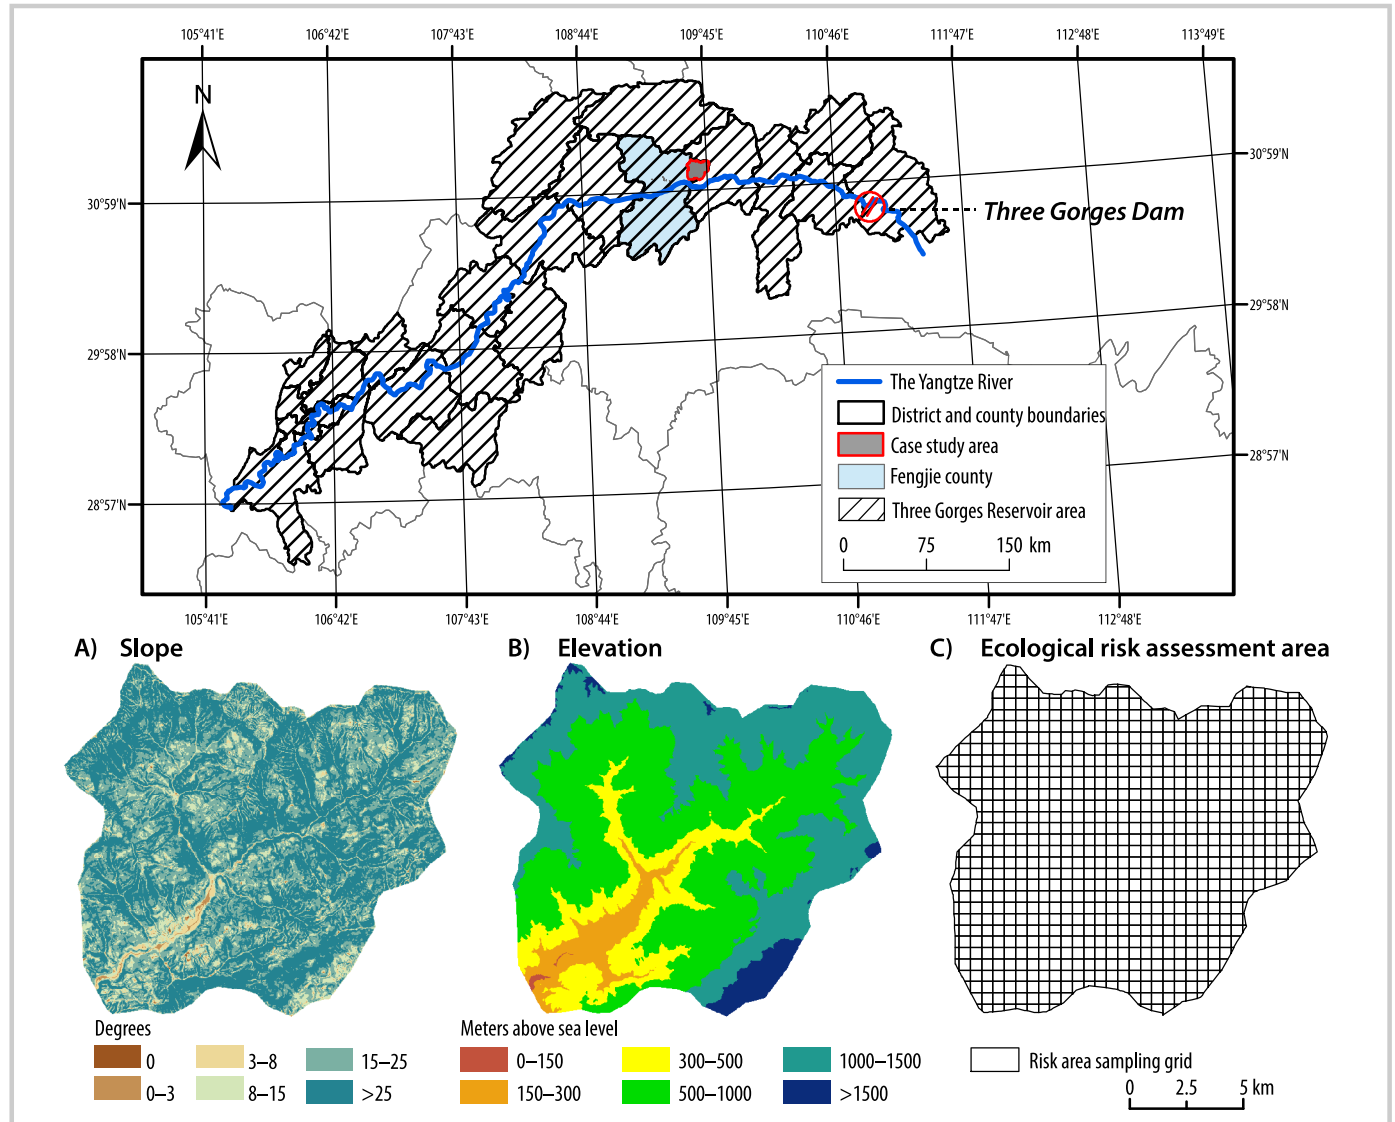 105°41'E 106°42'E 107°43'E 108°44'E 109°45'E 110°46'E 111°47'E 112°48'E 113°49'E
N
30°59'N
30°59'N
Three Gorges Dam
29°58'N
29°58'N
The Yangtze River
District and county boundaries
Case study area
28°57'N
Fengjie county
28°57'N
Three Gorges Reservoir area
0 75 150 km
105°41'E 106°42'E 107°43'E 108°44'E 109°45'E 110°46'E 111°47'E 112°48'E
A) Slope
B) Elevation
C) Ecological risk assessment area
Degrees
0 3–8 15–25
0–3 8–15 >25
Meters above sea level
0–150 300–500 1000–1500
150–300 500–1000 >1500
Risk area sampling grid
0 2.5 5 km